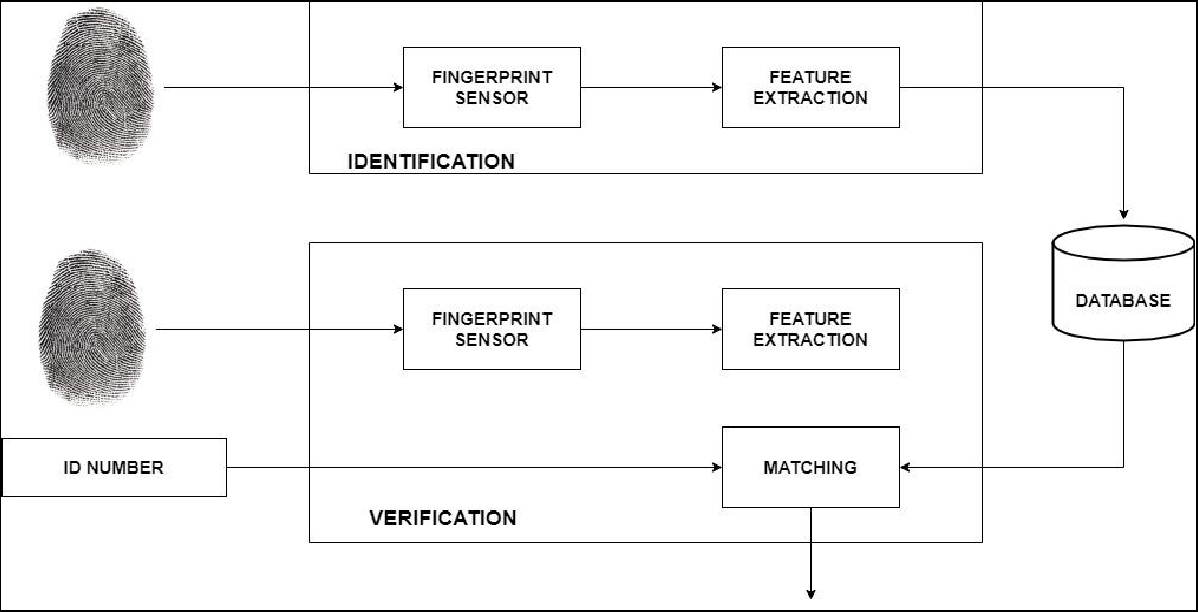 FINGERPRINT
SENSOR
FEATURE
EXTRACTION
IDENTIFICATION
DATABASE
FINGERPRINT
SENSOR
FEATURE
EXTRACTION
ID NUMBER
MATCHING
VERIFICATION